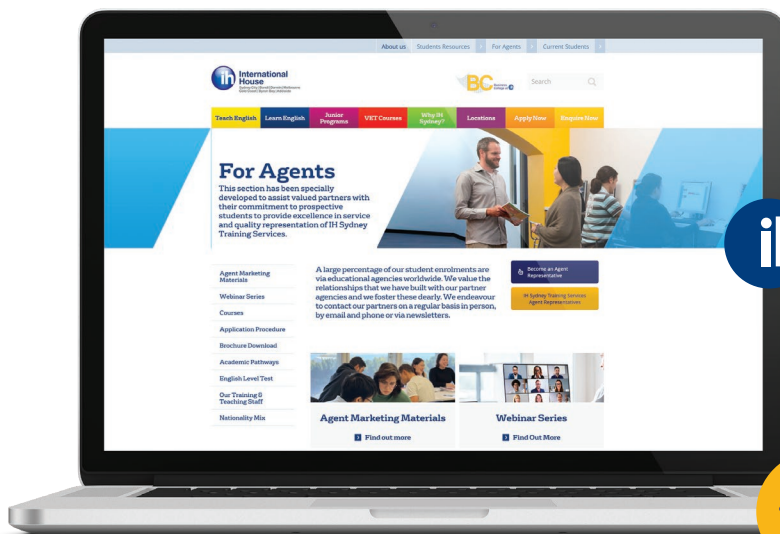 About us Students Resources For Agents Current Students
ih International
House
BC
Search
Teach English Learn English Junior
Programs VET Courses Why IH
Sydney? Locations Apply Now Enquire Now
For Agents
This section has been specially
developed to assist valued partners with
their commitment to prospective
students to provide excellence in service
and quality representation of IH Sydney
Training Services.
Agent Marketing
Materials
Webinar Series
Courses
Application Procedure
Brochure Download
Academic Pathways
English Level Test
Our Training &
Teaching Staff
Nationality Mix
A large percentage of our student enrolments are
via educational agencies worldwide. We value the
relationships that we have built with our partner
agencies and we foster these dearly. We endeavour
to contact our partners on a regular basis in person,
by email and phone or via newsletters.
Become an Agent
Representative
IH Sydney Training Services
Agent Representatives
Agent Marketing Materials
Find out more
Webinar Series
Find Out More